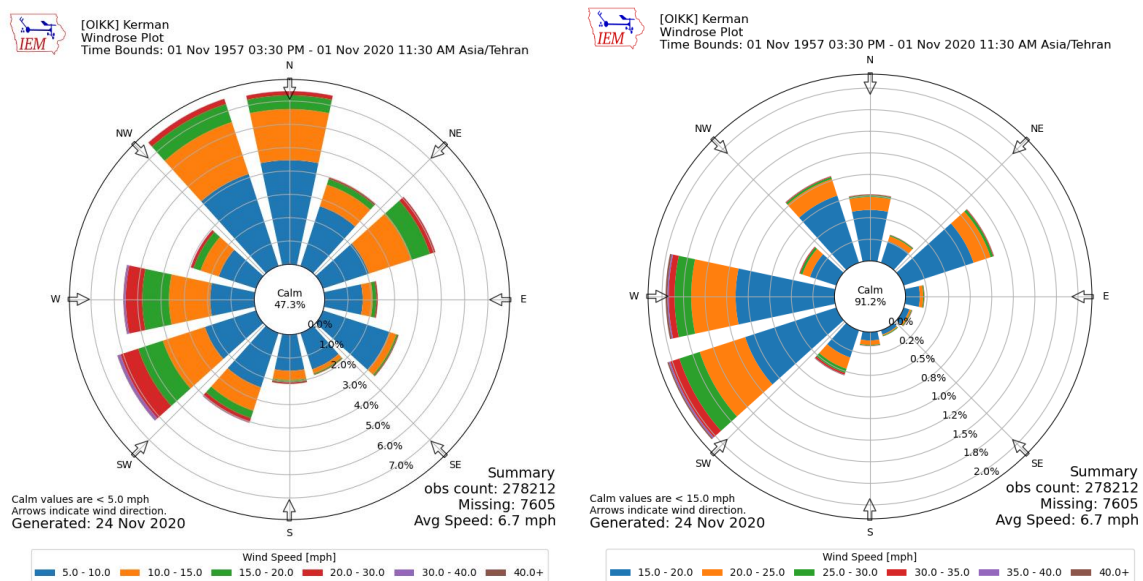 IEM
[OIKK] Kerman
Windrose Plot
Time Bounds: 01 Nov 1957 03:30 PM - 01 Nov 2020 11:30 AM Asia/Tehran
N
NW
NE
W
Calm
47.3%
E
0.0%
1.0%
2.0%
3.0%
4.0%
5.0%
6.0%
7.0%
SW
SE
S
Summary
obs count: 278212
Missing: 7605
Avg Speed: 6.7 mph
Calm values are < 5.0 mph
Arrows indicate wind direction.
Generated: 24 Nov 2020
Wind Speed [mph]
5.0 - 10.0 10.0 - 15.0 15.0 - 20.0 20.0 - 30.0 30.0 - 40.0 40.0+
IEM
[OIKK] Kerman
Windrose Plot
Time Bounds: 01 Nov 1957 03:30 PM - 01 Nov 2020 11:30 AM Asia/Tehran
N
NW
NE
W
Calm
91.2%
E
0.0%
0.2%
0.5%
0.8%
1.0%
1.2%
1.5%
1.8%
2.0%
SW
SE
S
Summary
obs count: 278212
Missing: 7605
Avg Speed: 6.7 mph
Calm values are < 15.0 mph
Arrows indicate wind direction.
Generated: 24 Nov 2020
Wind Speed [mph]
15.0 - 20.0 20.0 - 25.0 25.0 - 30.0 30.0 - 35.0 35.0 - 40.0 40.0+